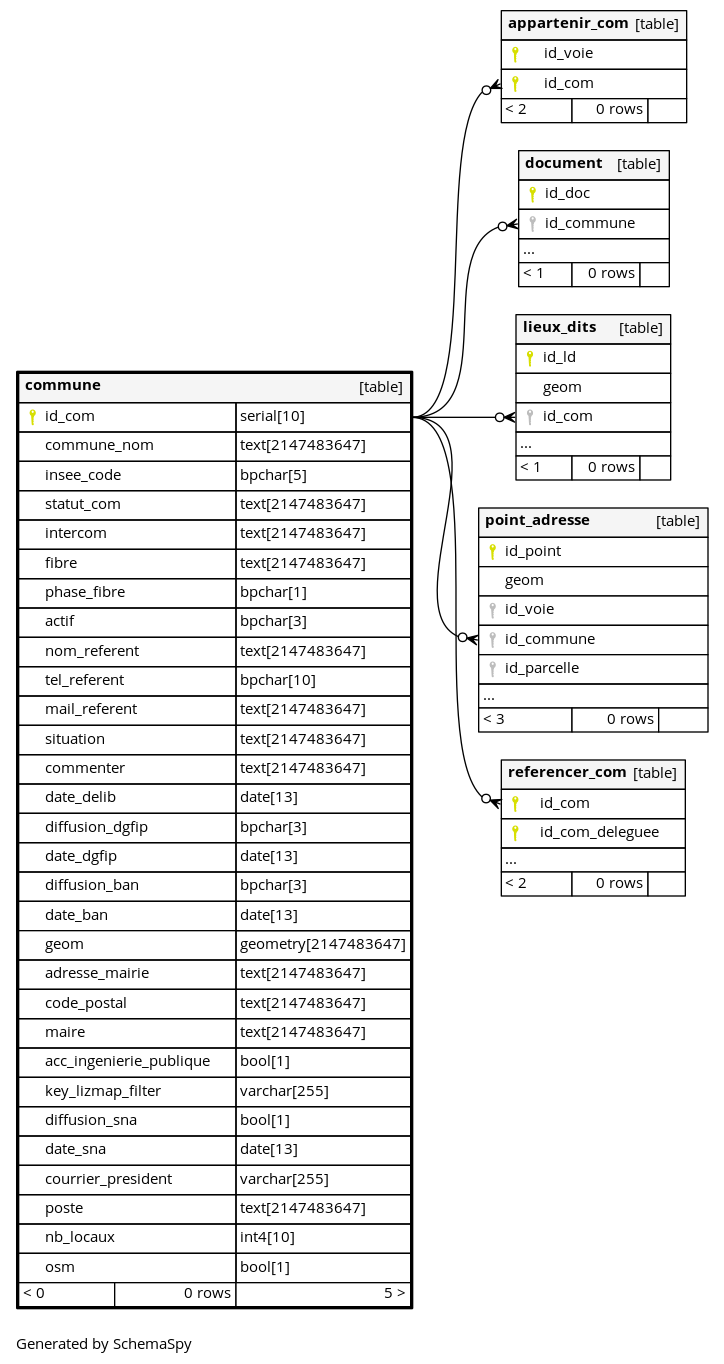 appartenir_com [table]
id_voie
id_com
< 2 0 rows
document [table]
id_doc
id_commune
...
< 1 0 rows
lieux_dits [table]
id_ld
geom
id_com
...
< 1 0 rows
commune [table]
id_com serial[10]
commune_nom text[2147483647]
insee_code bpchar[5]
statut_com text[2147483647]
intercom text[2147483647]
fibre text[2147483647]
phase_fibre bpchar[1]
actif bpchar[3]
nom_referent text[2147483647]
tel_referent bpchar[10]
mail_referent text[2147483647]
situation text[2147483647]
commenter text[2147483647]
date_delib date[13]
diffusion_dgfip bpchar[3]
date_dgfip date[13]
diffusion_ban bpchar[3]
date_ban date[13]
geom geometry[2147483647]
adresse_mairie text[2147483647]
code_postal text[2147483647]
maire text[2147483647]
acc_ingenierie_publique bool[1]
key_lizmap_filter varchar[255]
diffusion_sna bool[1]
date_sna date[13]
courrier_president varchar[255]
poste text[2147483647]
nb_locaux int4[10]
osm bool[1]
< 0 0 rows 5 >
point_adresse [table]
id_point
geom
id_voie
id_commune
id_parcelle
...
< 3 0 rows
referencer_com [table]
id_com
id_com_deleguee
...
< 2 0 rows
Generated by SchemaSpy